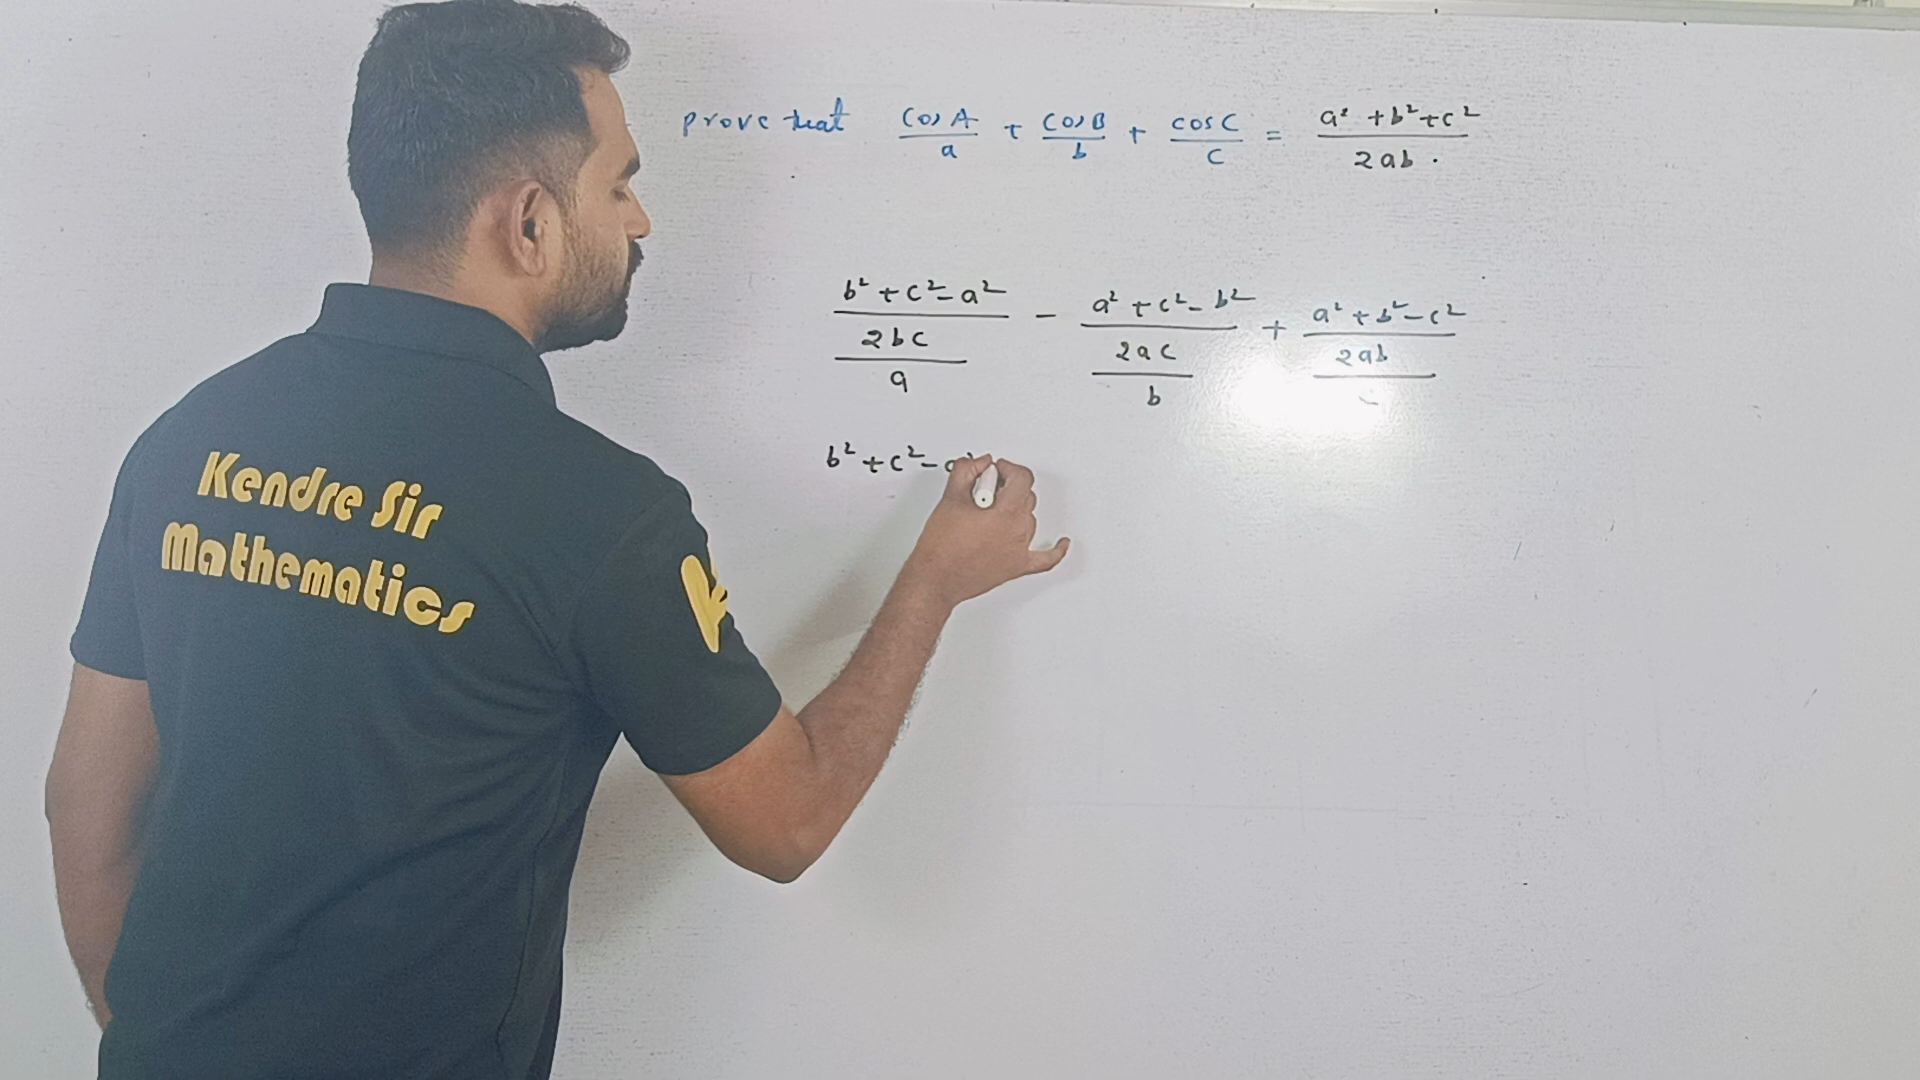 prove that cos A/a + cos B/b + cos C/c = a² + b² + c²/2ab.
b² + c² - a²/2bc/a - a² + c² - b²/2ac/b + a² + b² - c²/2ab/c
b² + c² - a²
Kendre Sir
Mathematics